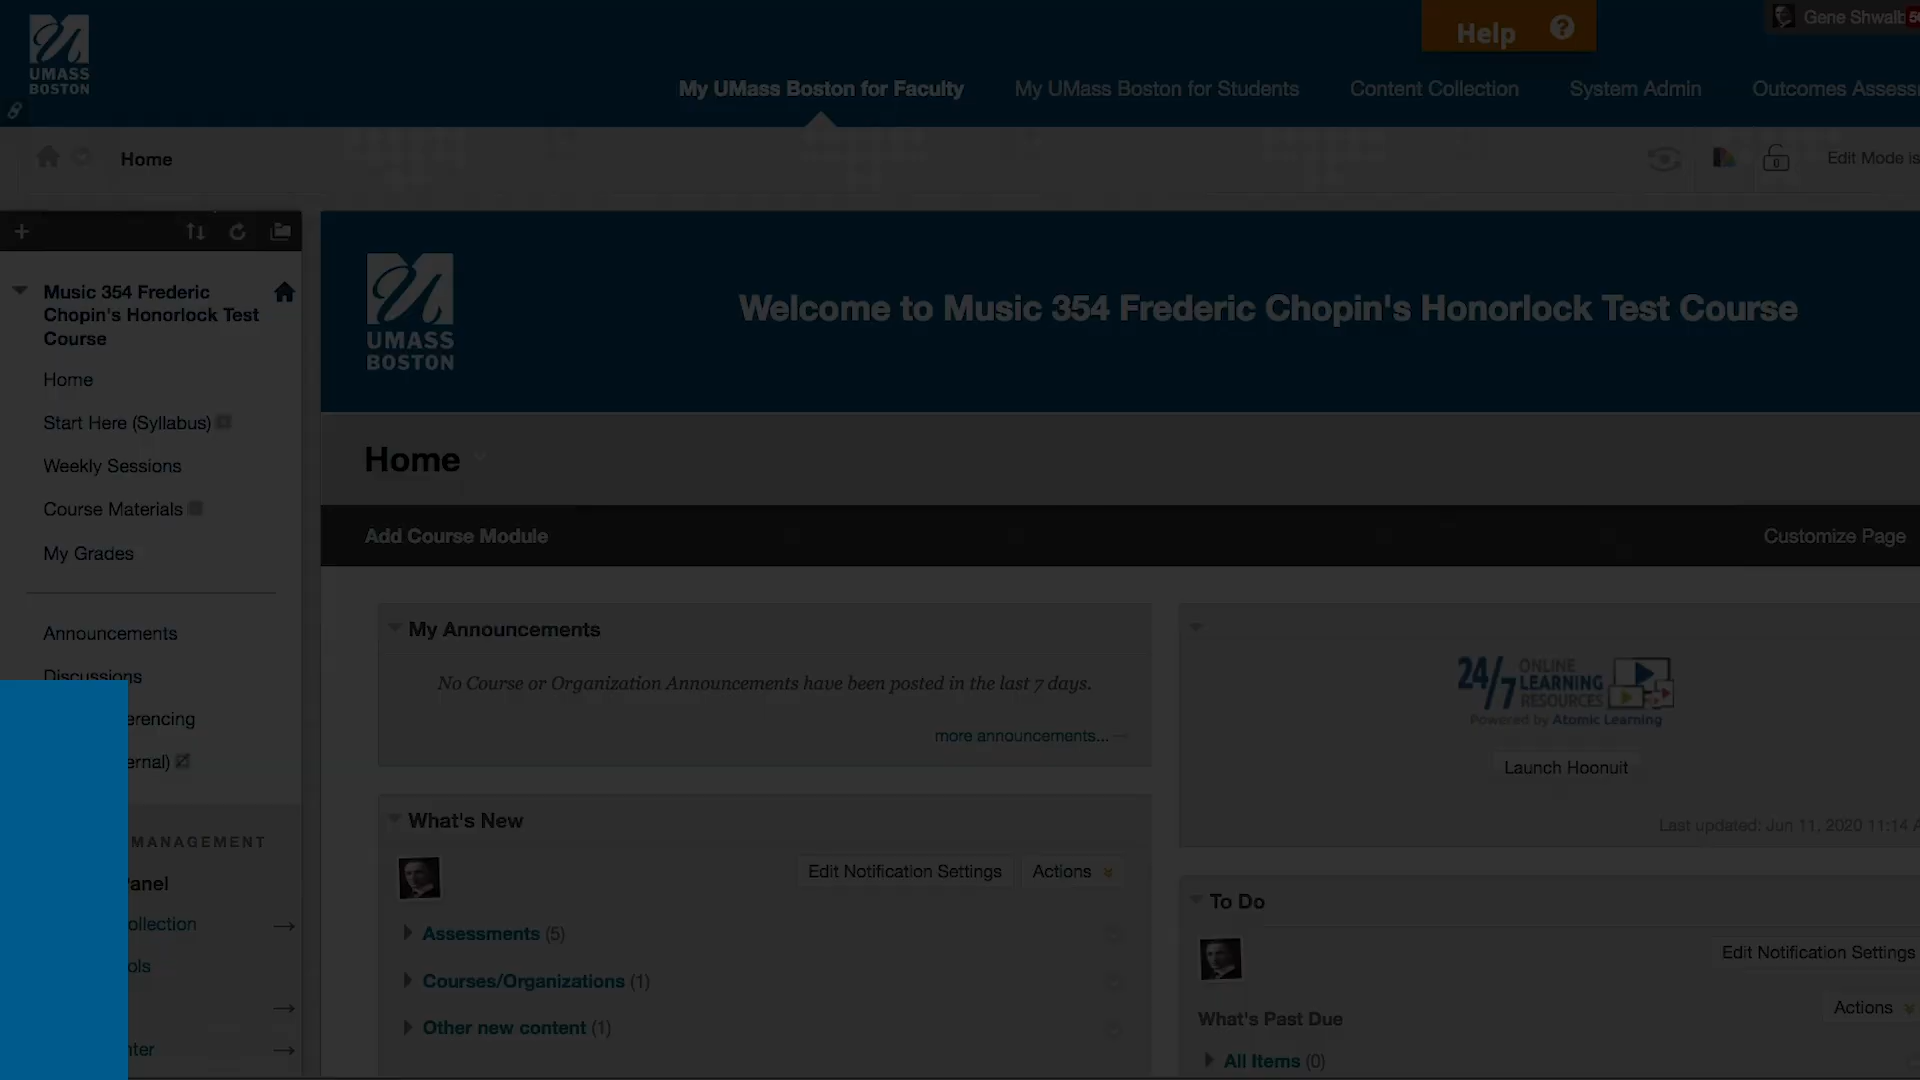 UMASS
BOSTON
Help
Gene Shwalb
My UMass Boston for Faculty
My UMass Boston for Students
Content Collection
System Admin
Outcomes Assess
Home
Edit Mode is
Music 354 Frederic
Chopin's Honorlock Test
Course
Home
Start Here (Syllabus)
Weekly Sessions
Course Materials
My Grades
Announcements
Discussions
erencing
ernal)
MANAGEMENT
Panel
ollection
ols
nter
UMASS
BOSTON
Welcome to Music 354 Frederic Chopin's Honorlock Test Course
Home
Add Course Module
Customize Page
My Announcements
No Course or Organization Announcements have been posted in the last 7 days.
more announcements...
What's New
Edit Notification Settings
Actions
Assessments (5)
Courses/Organizations (1)
Other new content (1)
24/7 ONLINE
LEARNING
RESOURCES
Powered by Atomic Learning
Launch Hoonuit
Last updated: Jun 11, 2020 11:14 A
To Do
Edit Notification Settings
Actions
What's Past Due
All Items (0)